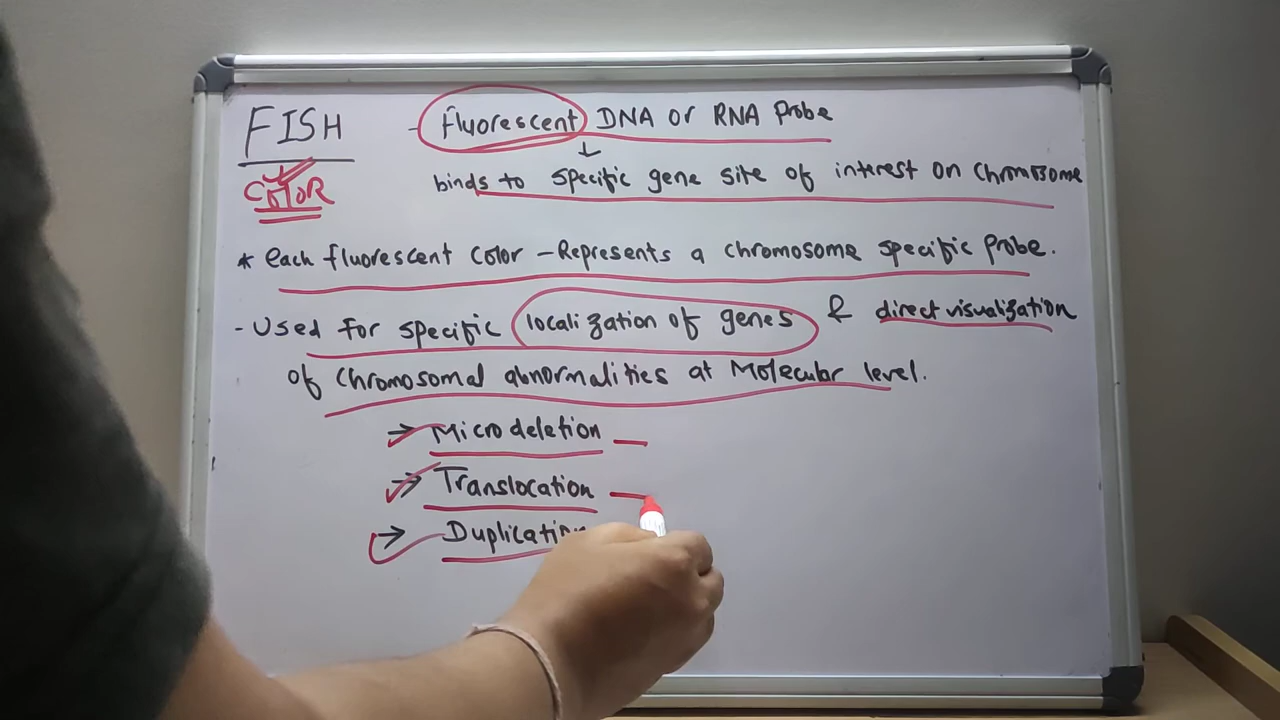 FISH
- fluorescent DNA or RNA Probe
↓
COLOR
binds to specific gene site of interest on chromosome
* each fluorescent color - Represents a chromosome specific probe.
- Used for specific localization of genes & direct visualization
of chromosomal abnormalities at Molecular level.
→ Microdeletion
→ Translocation
→ Duplication